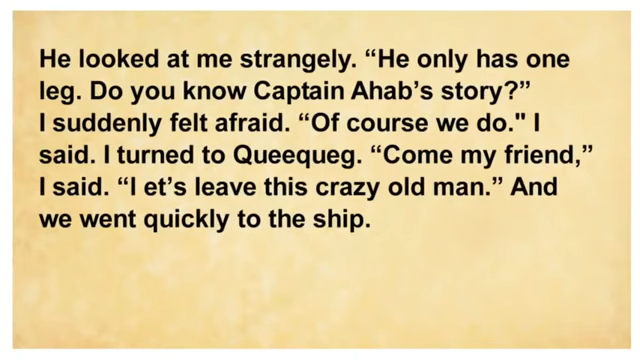 He looked at me strangely. “He only has one
leg. Do you know Captain Ahab’s story?”
I suddenly felt afraid. “Of course we do." I
said. I turned to Queequeg. “Come my friend,”
I said. “I et’s leave this crazy old man.” And
we went quickly to the ship.